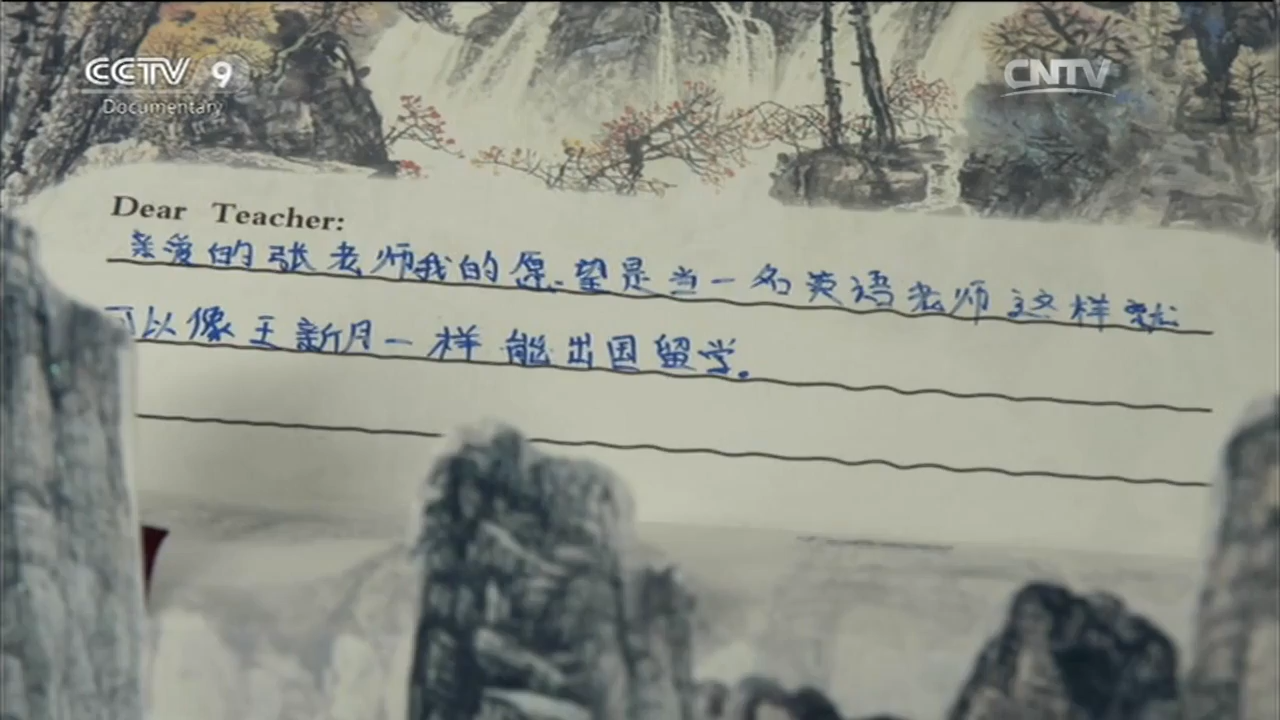 CCTV 9
Documentary
CNTV
Dear Teacher:
亲爱的张老师我的愿望是当一名英语老师这样就
可以像王新月一样能出国留学。